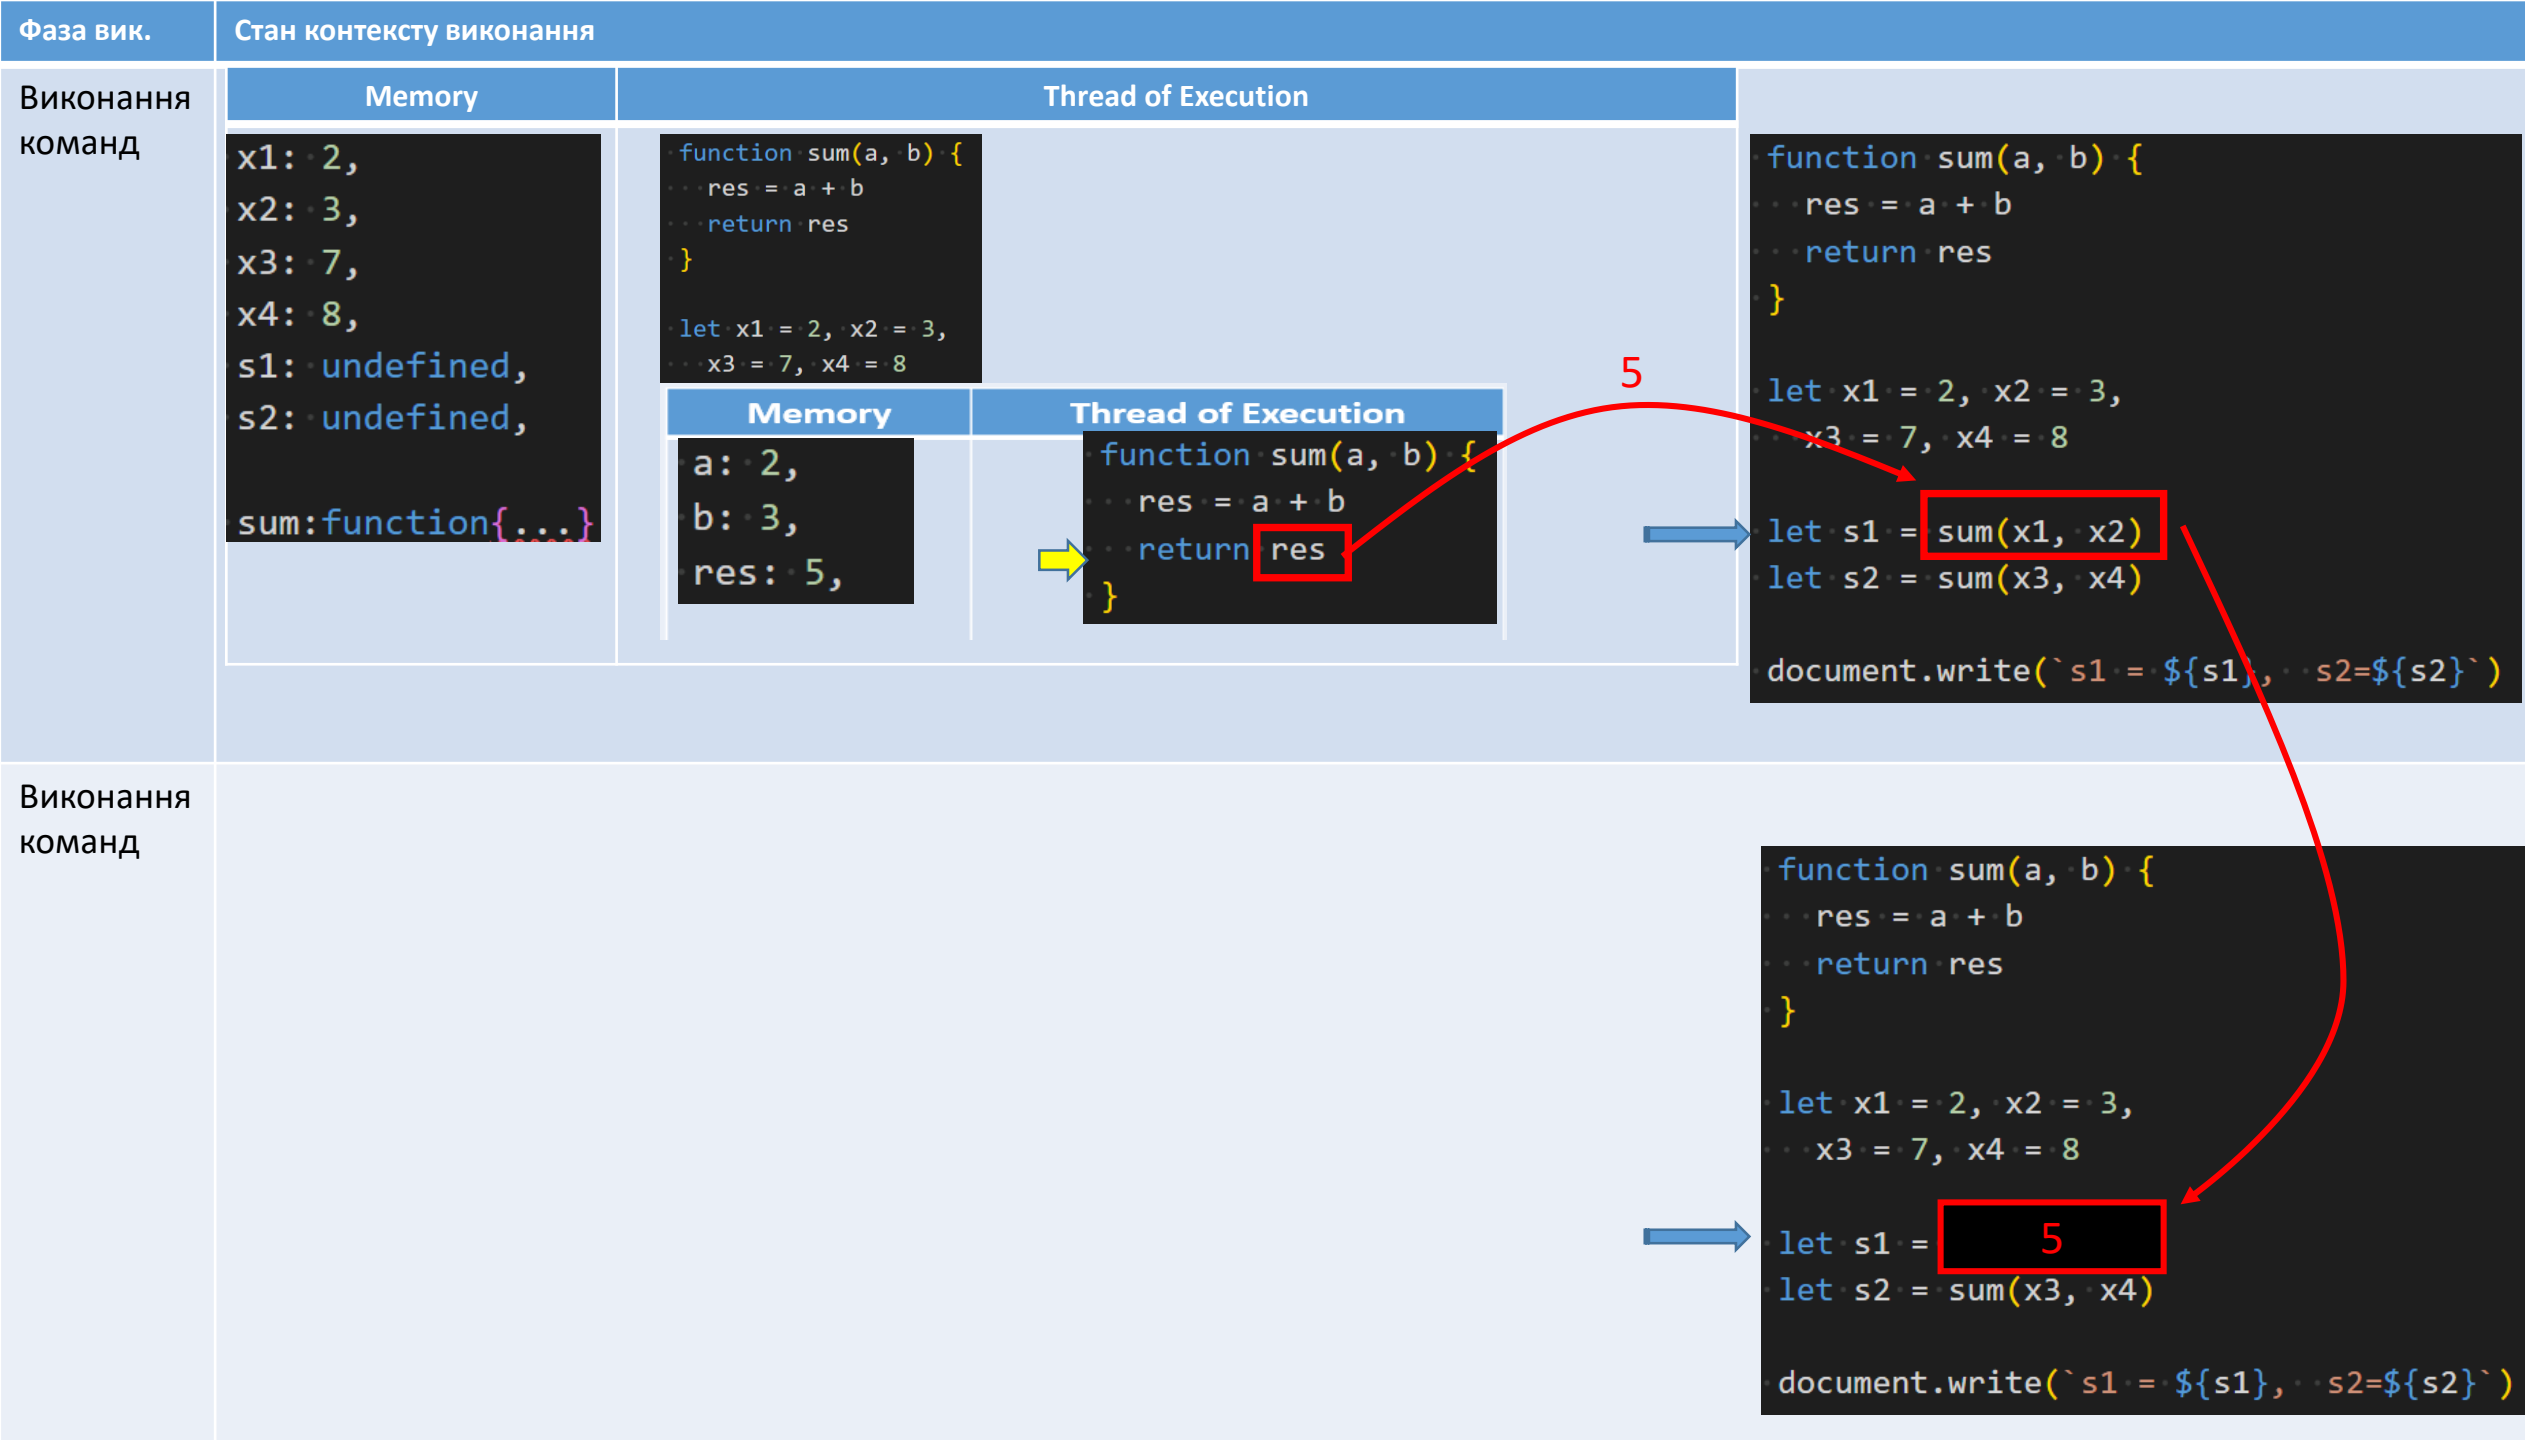 Фаза вик.
Стан контексту виконання
Виконання
команд
Memory
Thread of Execution
x1: 2,
x2: 3,
x3: 7,
x4: 8,
s1: undefined,
s2: undefined,
sum:function{...}
function sum(a, b) {
res = a + b
return res
}
let x1 = 2, x2 = 3,
x3 = 7, x4 = 8
Memory
Thread of Execution
a: 2,
b: 3,
res: 5,
function sum(a, b) {
res = a + b
return res
}
5
function sum(a, b) {
res = a + b
return res
}
let x1 = 2, x2 = 3,
x3 = 7, x4 = 8
let s1 = sum(x1, x2)
let s2 = sum(x3, x4)
document.write(`s1 = ${s1}, s2=${s2}`)
Виконання
команд
function sum(a, b) {
res = a + b
return res
}
let x1 = 2, x2 = 3,
x3 = 7, x4 = 8
let s1 = 5
let s2 = sum(x3, x4)
document.write(`s1 = ${s1}, s2=${s2}`)